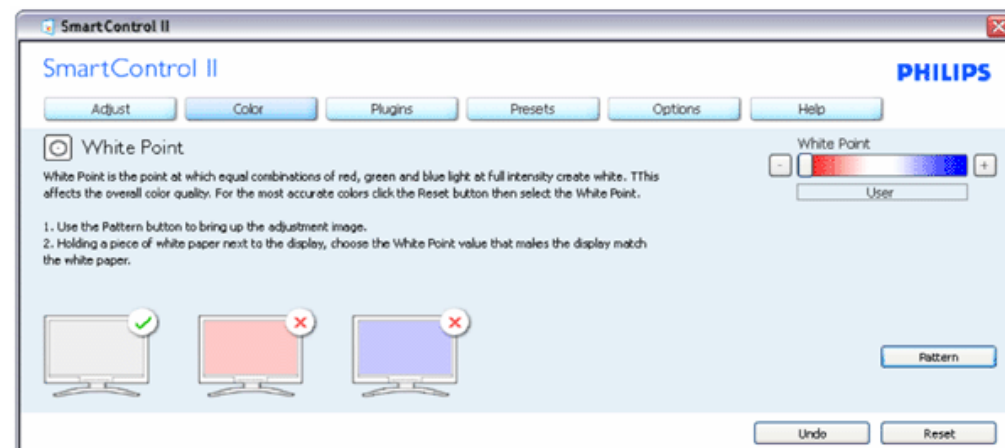 SmartControl II
SmartControl II
PHILIPS
Adjust
Color
Plugins
Presets
Options
Help
White Point
White Point
White Point is the point at which equal combinations of red, green and blue light at full intensity create white. TThis
affects the overall color quality. For the most accurate colors click the Reset button then select the White Point.
- +
User
1. Use the Pattern button to bring up the adjustment image.
2. Holding a piece of white paper next to the display, choose the White Point value that makes the display match
the white paper.
Pattern
Undo
Reset